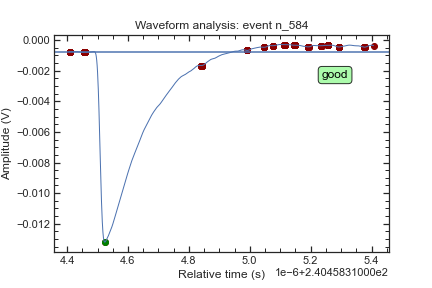 Waveform analysis: event n_584
0.000
−0.002
−0.004
−0.006
−0.008
−0.010
−0.012
Amplitude (V)
good
4.4 4.6 4.8 5.0 5.2 5.4
Relative time (s)
1e−6+2.4045831000e2